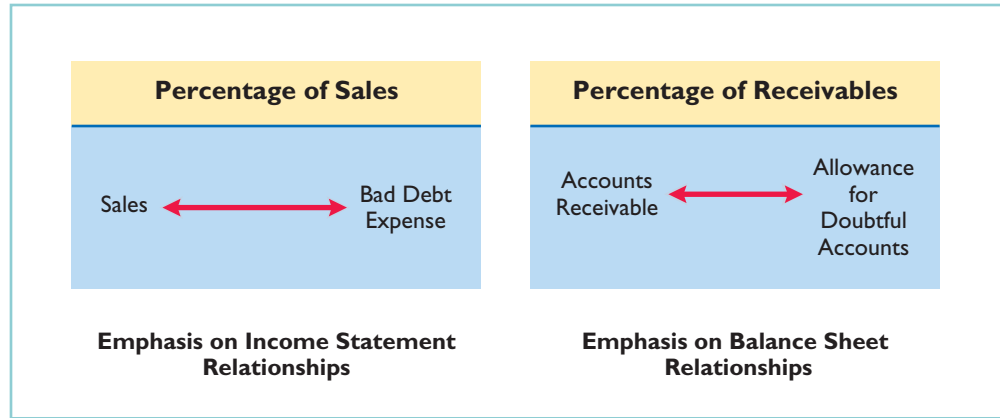 Percentage of Sales
Sales
Bad Debt
Expense
Emphasis on Income Statement
Relationships
Percentage of Receivables
Accounts
Receivable
Allowance
for
Doubtful
Accounts
Emphasis on Balance Sheet
Relationships